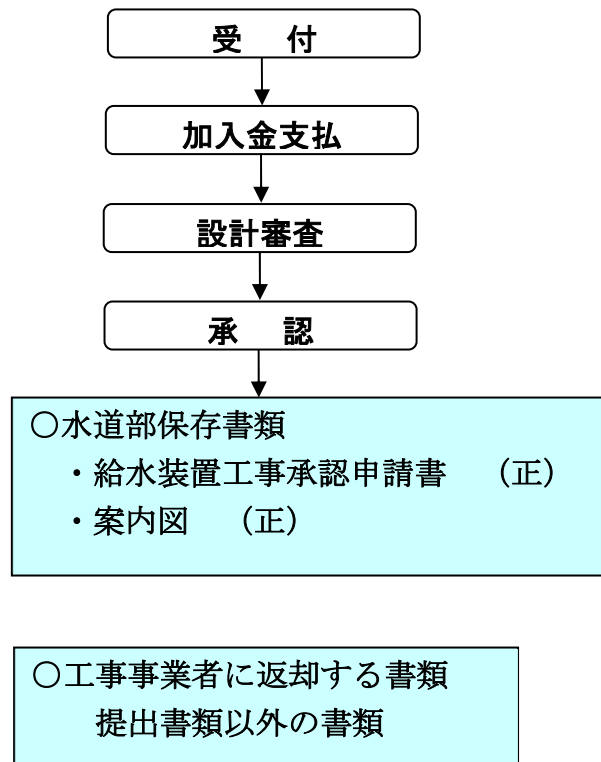 受　付
加入金支払
設計審査
承　認
○水道部保存書類
・給水装置工事承認申請書　（正）
・案内図　（正）
○工事事業者に返却する書類
提出書類以外の書類